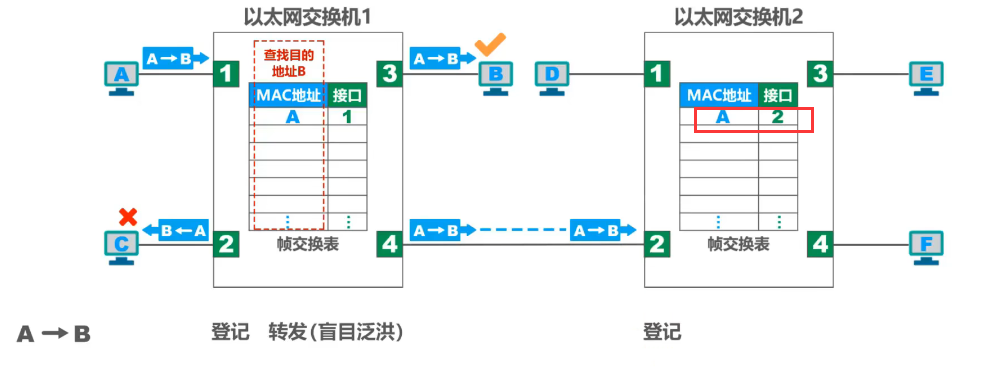 以太网交换机1
以太网交换机2
A→B
A→B
查找目的
地址B
A
1
3
B
D
1
3
E
MAC地址 接口
A 1
⋮ ⋮
帧交换表
MAC地址 接口
A 2
⋮ ⋮
帧交换表
B←A
C
2
4
A→B
A→B
2
4
F
A→B
登记 转发(盲目泛洪)
登记